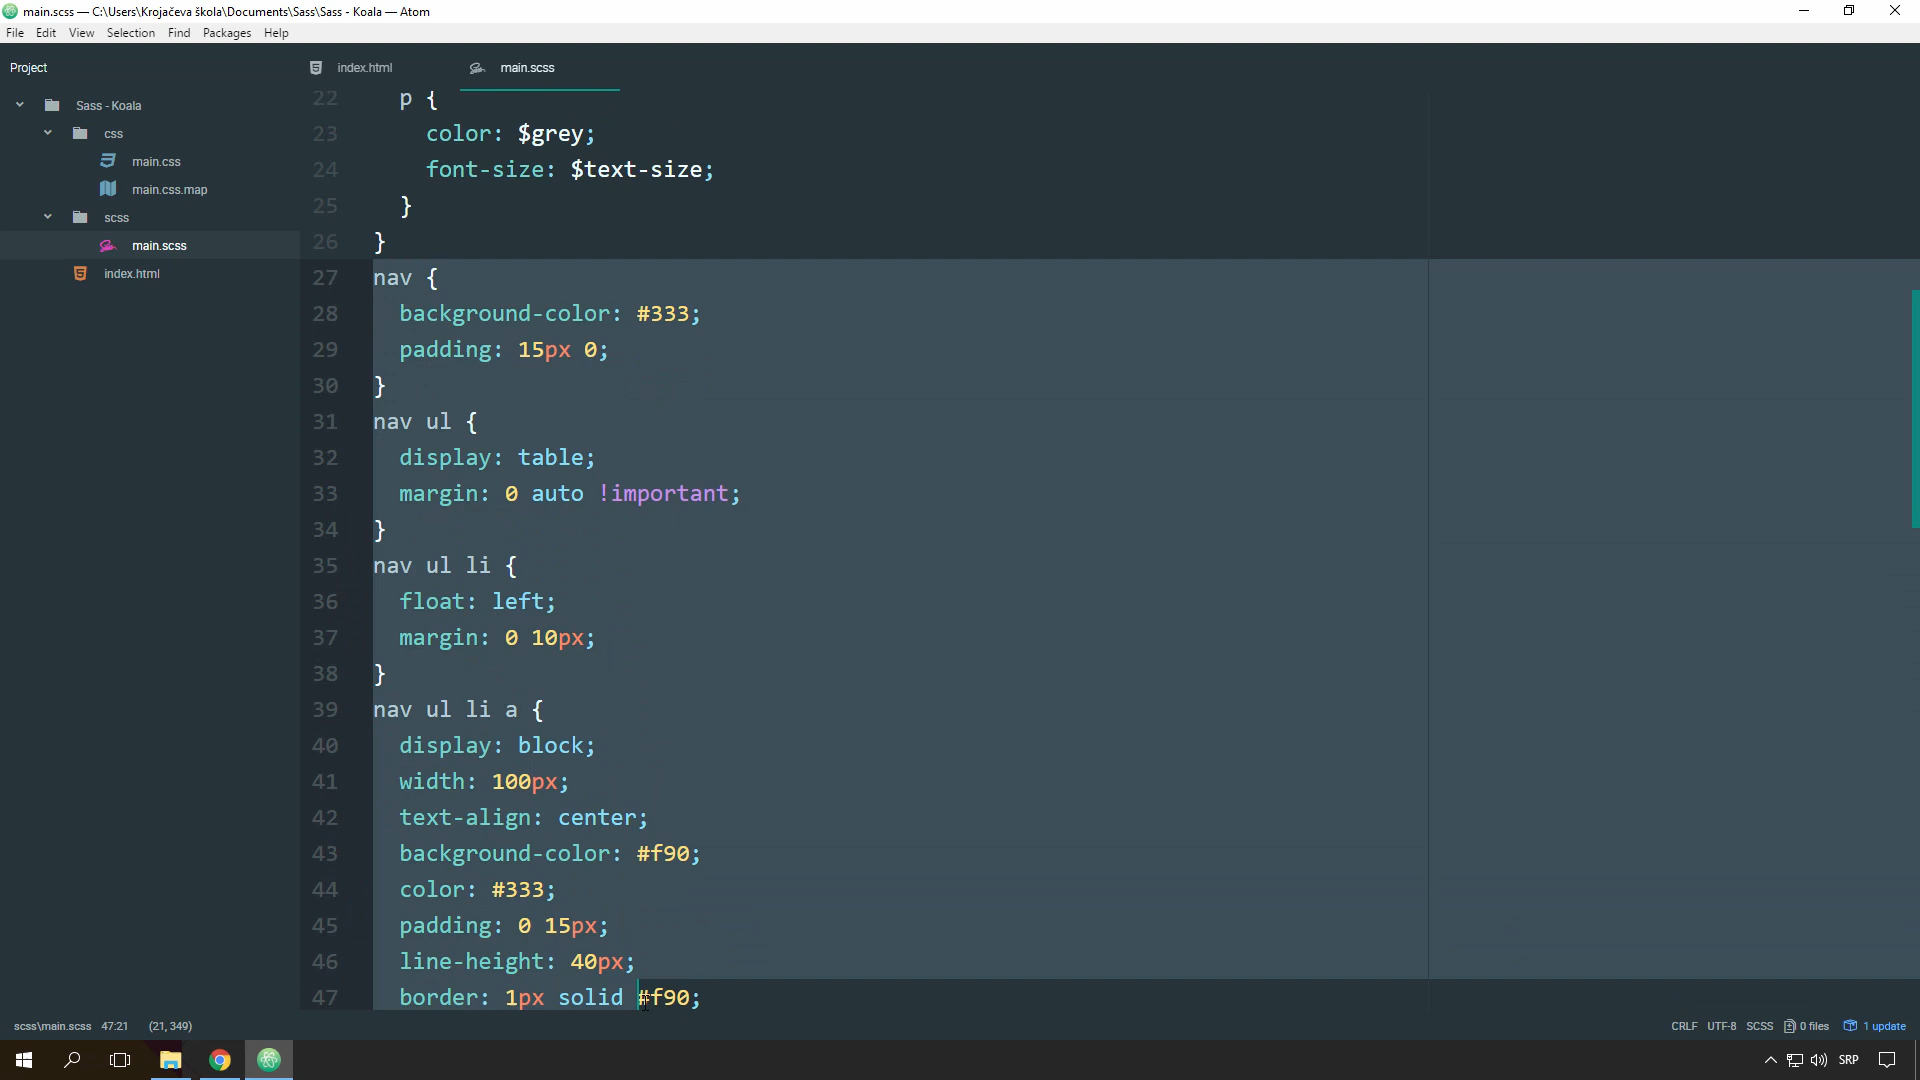 main.scss — C:\Users\Krojačeva škola\Documents\Sass\Sass - Koala — Atom
File Edit View Selection Find Packages Help
Project
index.html
main.scss
Sass - Koala
css
main.css
main.css.map
scss
main.scss
index.html
22 p {
23 color: $grey;
24 font-size: $text-size;
25 }
26 }
27 nav {
28 background-color: #333;
29 padding: 15px 0;
30 }
31 nav ul {
32 display: table;
33 margin: 0 auto !important;
34 }
35 nav ul li {
36 float: left;
37 margin: 0 10px;
38 }
39 nav ul li a {
40 display: block;
41 width: 100px;
42 text-align: center;
43 background-color: #f90;
44 color: #333;
45 padding: 0 15px;
46 line-height: 40px;
47 border: 1px solid #f90;
scss\main.scss 47:21 (21, 349)
CRLF UTF-8 SCSS 0 files 1 update
SRP